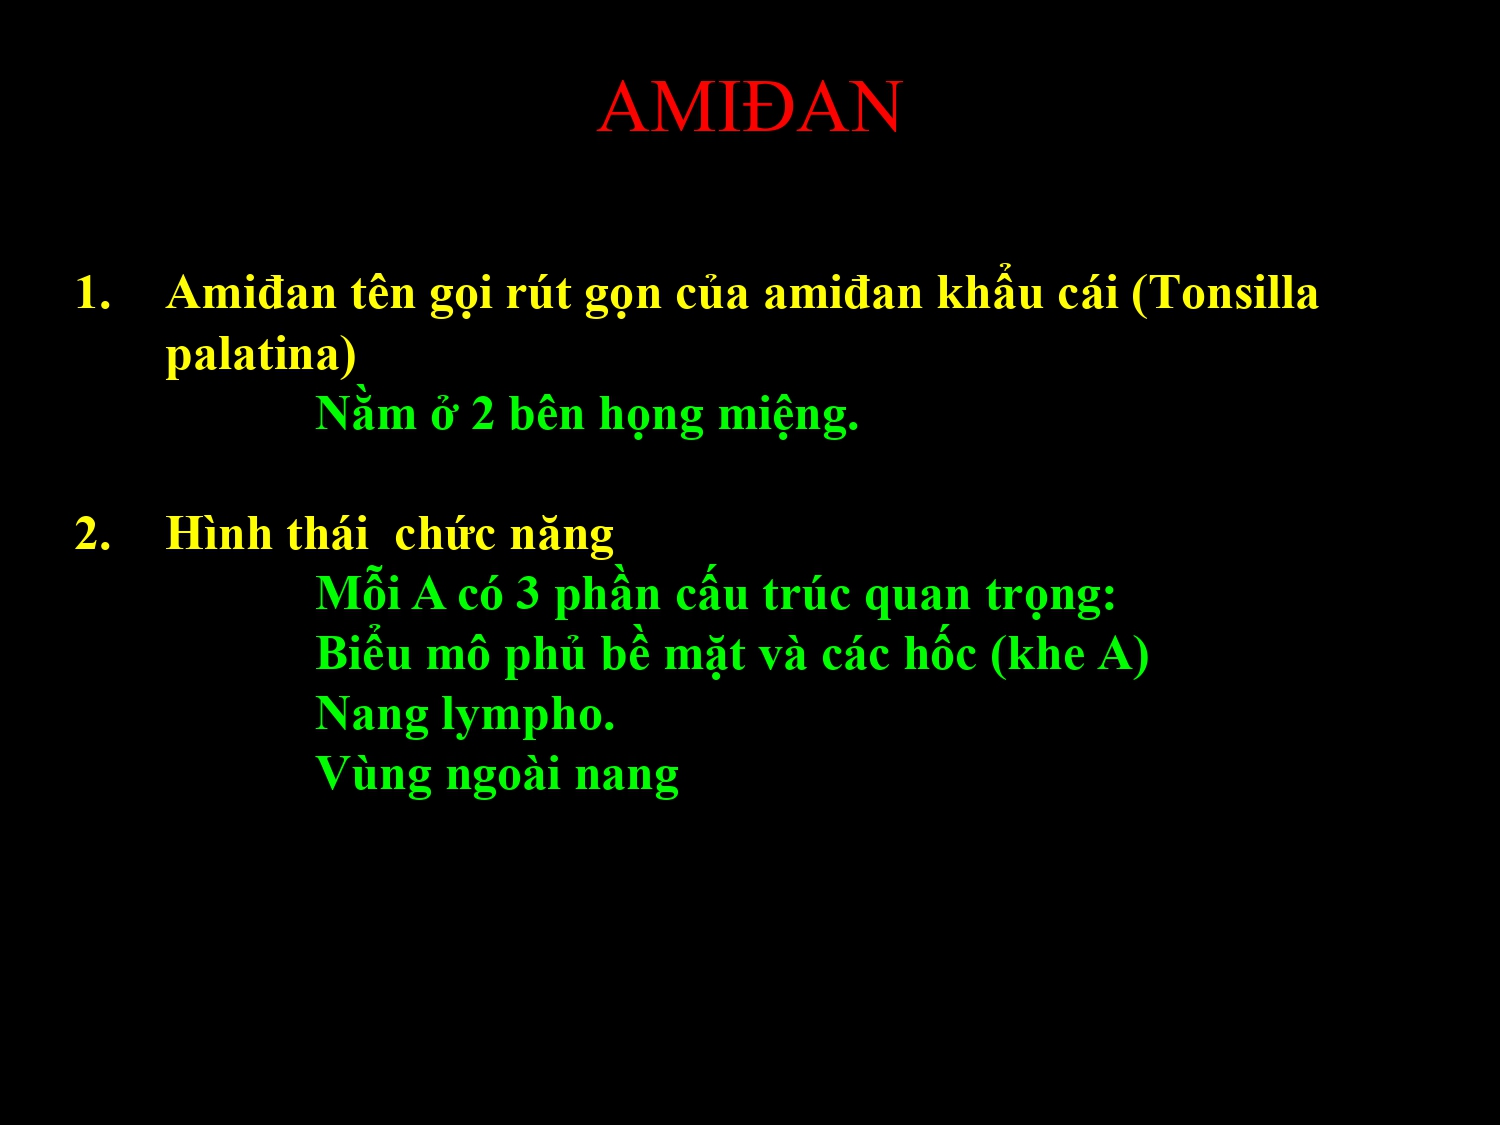 AMIĐAN
1. Amiđan tên gọi rút gọn của amiđan khẩu cái (Tonsilla
palatina)
Nằm ở 2 bên họng miệng.
2. Hình thái  chức năng
Mỗi A có 3 phần cấu trúc quan trọng:
Biểu mô phủ bề mặt và các hốc (khe A)
Nang lympho.
Vùng ngoài nang